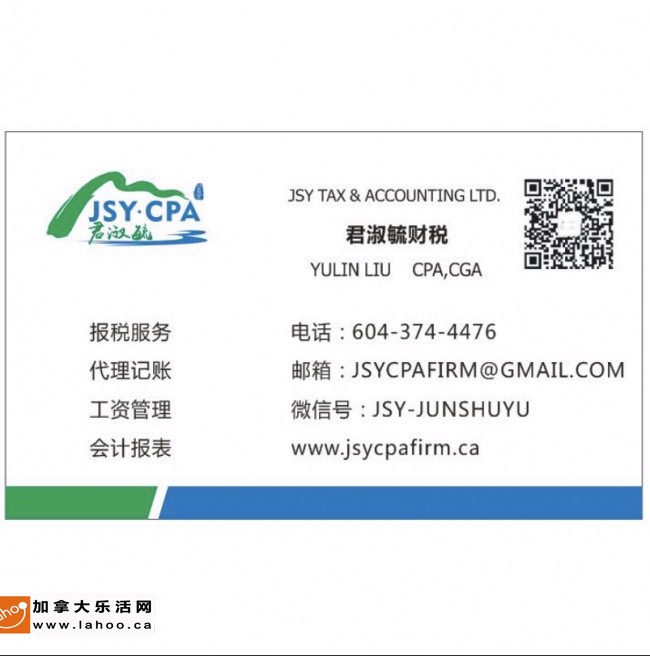 JSY·CPA
君淑毓
JSY TAX & ACCOUNTING LTD.
君淑毓财税
YULIN LIU CPA,CGA
报税服务
代理记账
工资管理
会计报表
电话：604-374-4476
邮箱：JSYCPAFIRM@GMAIL.COM
微信号：JSY-JUNSHUYU
www.jsycpafirm.ca
加拿大乐活网
www.lahoo.ca